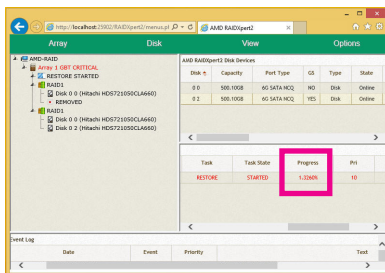 http://localhost:25902/RAIDXpert2/menus.pl
AMD RAIDXpert2
Array Disk View Options
AMD-RAID
Array 1 GBT CRITICAL
RESTORE STARTED
RAID1
Disk 0 0 (Hitachi HDS721050CLA660)
REMOVED
RAID1
Disk 0 0 (Hitachi HDS721050CLA660)
Disk 0 2 (Hitachi HDS721050CLA660)
AMD RAIDXpert2 Disk Devices
Disk Capacity Port Type GS Type State
0 0 500.10GB 6G SATA NCQ NO Disk Online
0 2 500.10GB 6G SATA NCQ YES Disk Online
Task Task State Progress Pri
RESTORE STARTED 1.3260% 10
Event Log
Date Event Priority Text